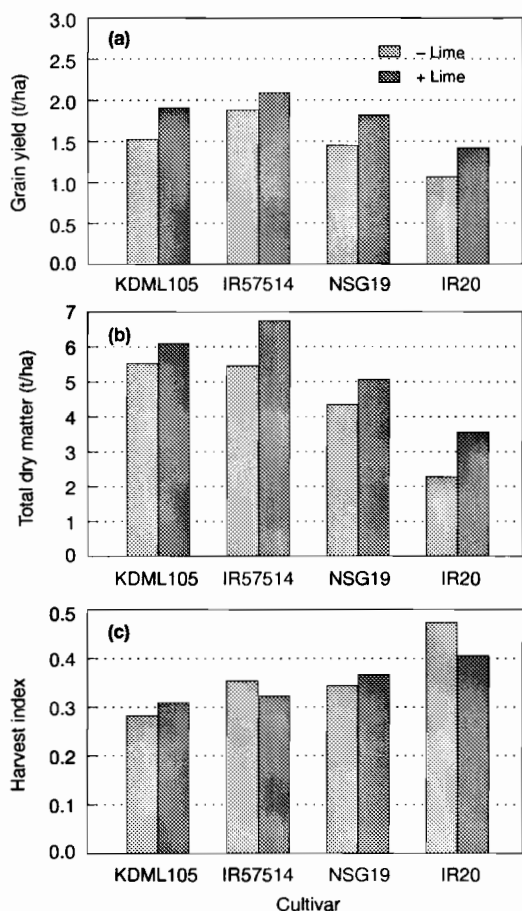 (a)
– Lime
+ Lime
Grain yield (t/ha)
3.0
2.5
2.0
1.5
1.0
0.5
0.0
KDML105 IR57514 NSG19 IR20
(b)
Total dry matter (t/ha)
7
6
5
4
3
2
1
0
KDML105 IR57514 NSG19 IR20
(c)
Harvest index
0.5
0.4
0.3
0.2
0.1
0.0
KDML105 IR57514 NSG19 IR20
Cultivar